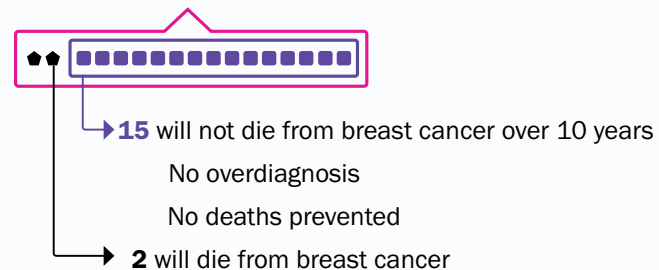 15 will not die from breast cancer over 10 years
No overdiagnosis
No deaths prevented
2 will die from breast cancer